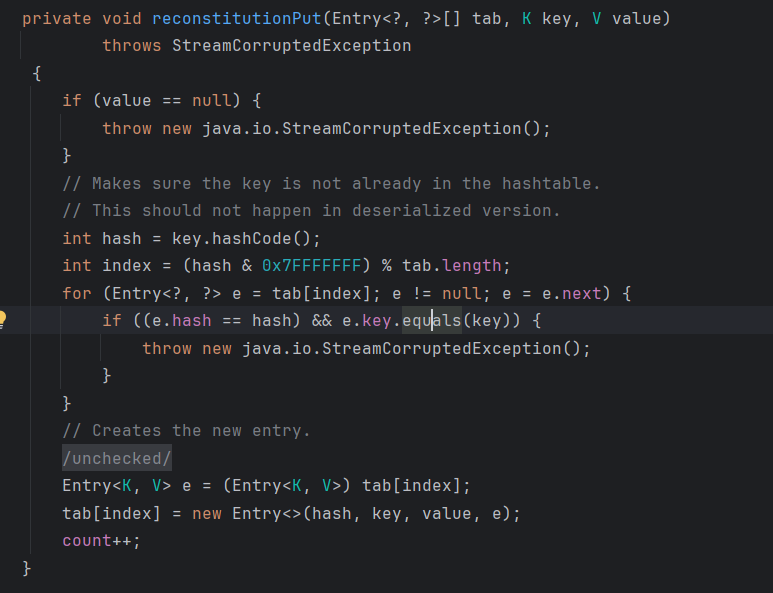 private void reconstitutionPut(Entry<?, ?>[] tab, K key, V value)
        throws StreamCorruptedException
{
    if (value == null) {
        throw new java.io.StreamCorruptedException();
    }
    // Makes sure the key is not already in the hashtable.
    // This should not happen in deserialized version.
    int hash = key.hashCode();
    int index = (hash & 0x7FFFFFFF) % tab.length;
    for (Entry<?, ?> e = tab[index]; e != null; e = e.next) {
        if ((e.hash == hash) && e.key.equals(key)) {
            throw new java.io.StreamCorruptedException();
        }
    }
    // Creates the new entry.
    /unchecked/
    Entry<K, V> e = (Entry<K, V>) tab[index];
    tab[index] = new Entry<>(hash, key, value, e);
    count++;
}